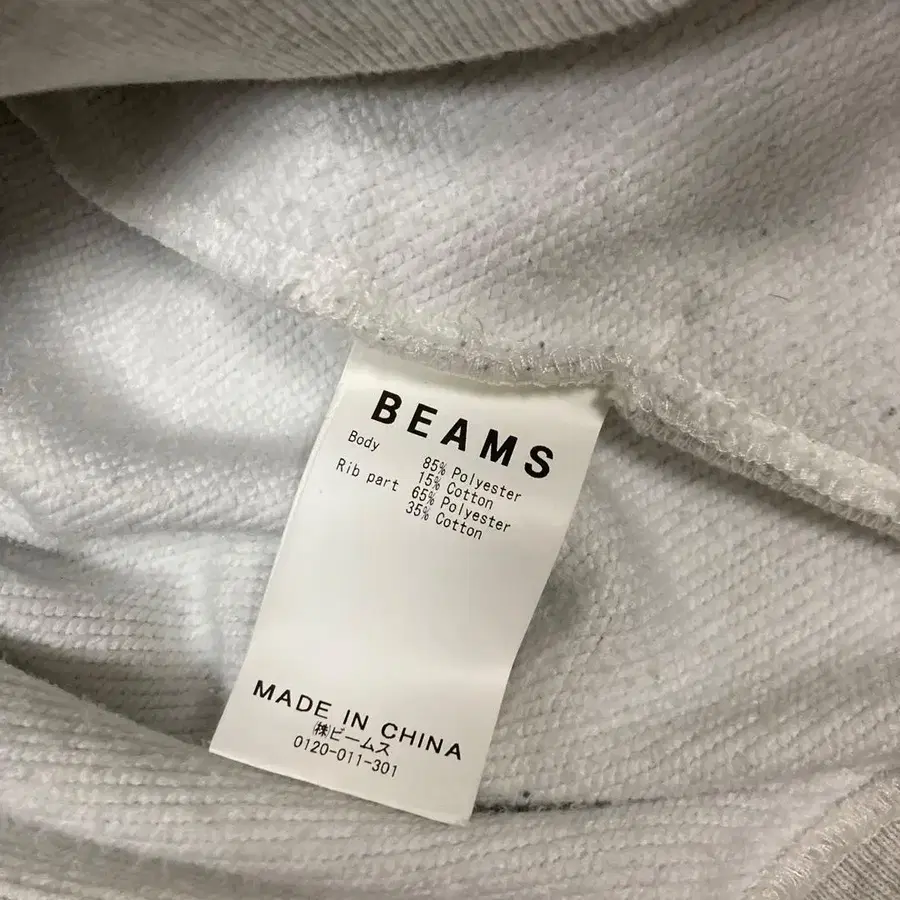 BEAMS
Body 85% Polyester
15% Cotton
Rib part 65% Polyester
35% Cotton
MADE IN CHINA
㈱ビームス
0120-011-301